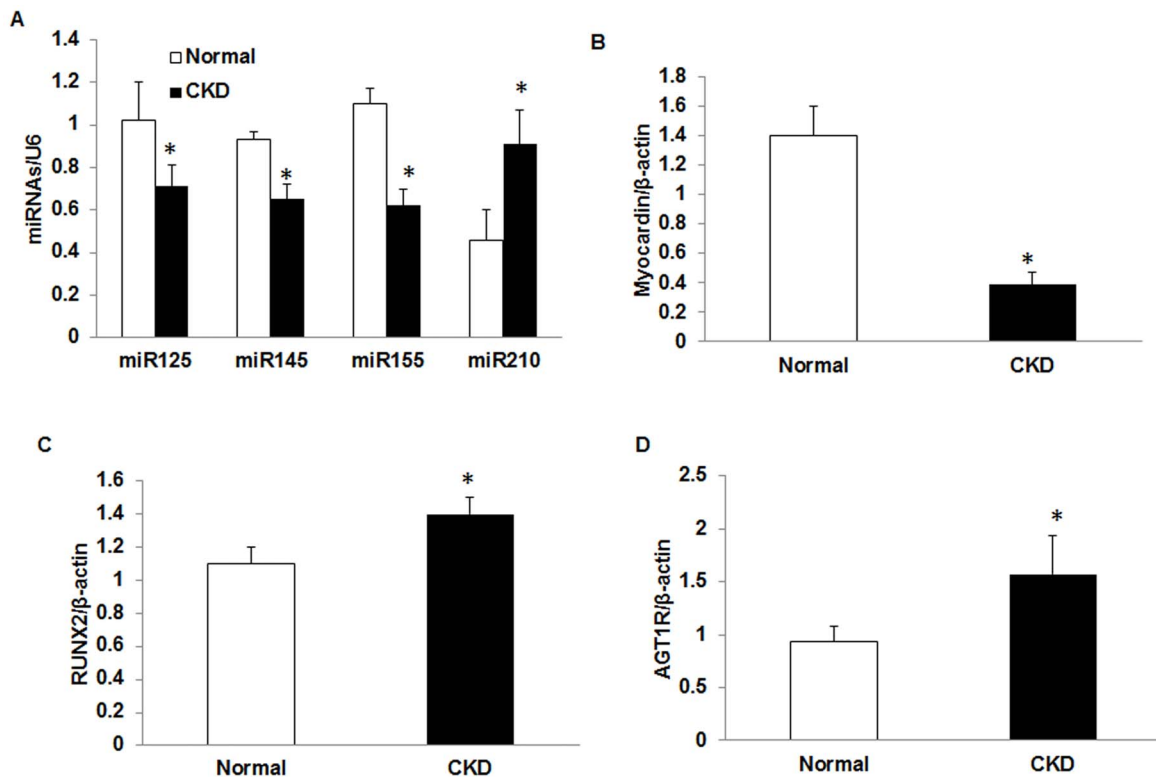 A
1.4
1.2
1
0.8
0.6
0.4
0.2
0
miRNAs/U6
Normal
CKD
*
*
*
*
miR125 miR145 miR155 miR210
B
1.8
1.6
1.4
1.2
1
0.8
0.6
0.4
0.2
0
Myocardin/β-actin
*
Normal CKD
C
1.6
1.4
1.2
1
0.8
0.6
0.4
0.2
0
RUNX2/β-actin
*
Normal CKD
D
2.5
2
1.5
1
0.5
0
AGT1R/β-actin
*
Normal CKD